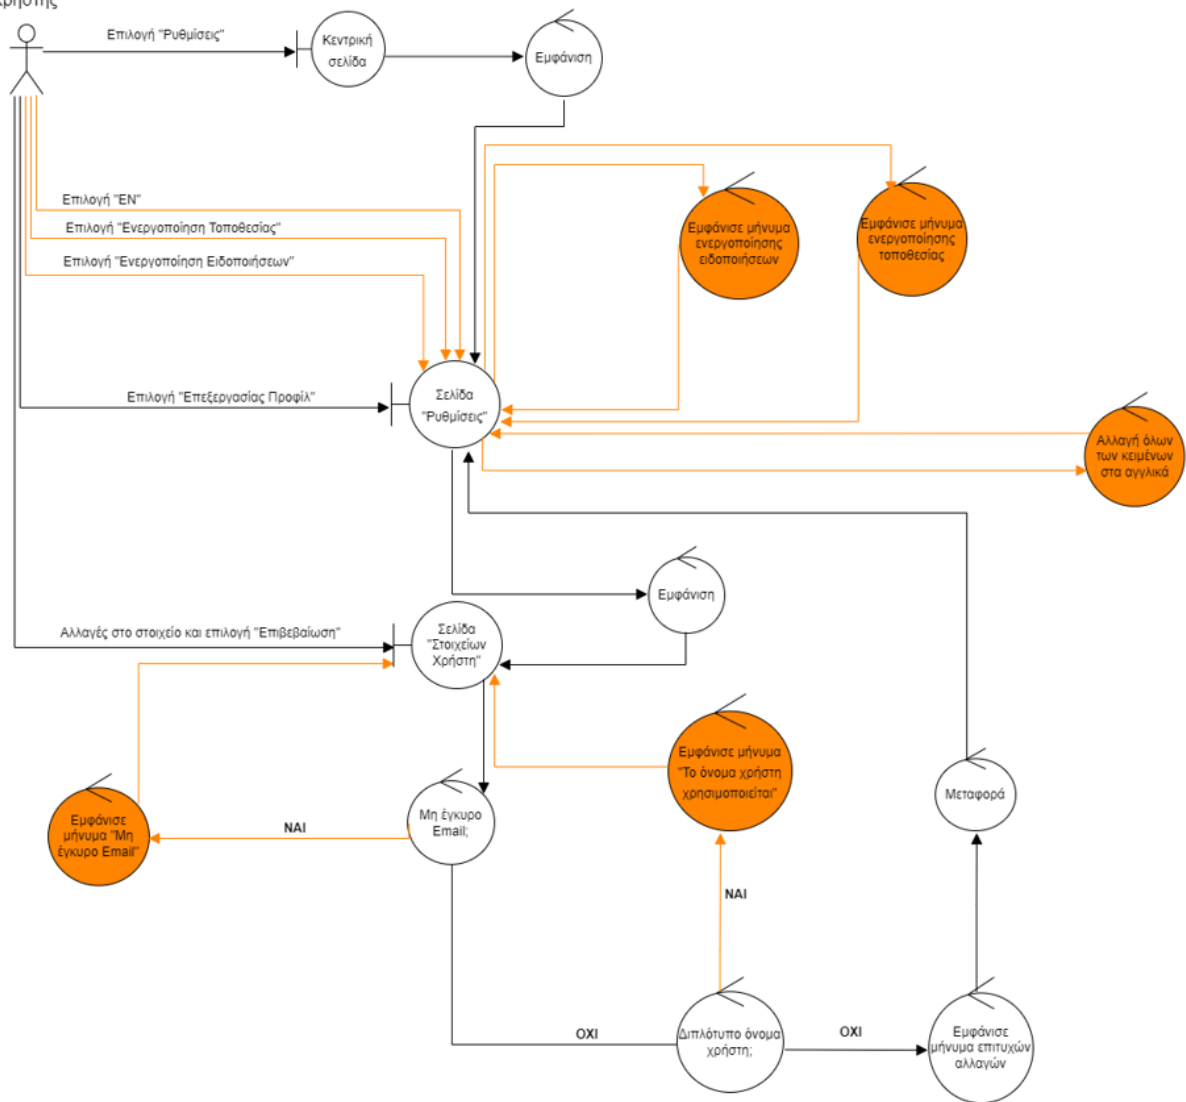 χρήστης
Επιλογή "Ρυθμίσεις"
Κεντρική
σελίδα
Εμφάνιση
Επιλογή "EN"
Επιλογή "Ενεργοποίηση Τοποθεσίας"
Επιλογή "Ενεργοποίηση Ειδοποιήσεων"
Εμφάνισε μήνυμα
ενεργοποίησης
ειδοποιήσεων
Εμφάνισε μήνυμα
ενεργοποίησης
τοποθεσίας
Επιλογή "Επεξεργασίας Προφίλ"
Σελίδα
"Ρυθμίσεις"
Αλλαγή όλων
των κειμένων
στα αγγλικά
Εμφάνιση
Αλλαγές στο στοιχείο και επιλογή "Επιβεβαίωση"
Σελίδα
"Στοιχείων
Χρήστη"
Εμφάνισε μήνυμα
"Το όνομα χρήστη
χρησιμοποιείται"
Μεταφορά
Εμφάνισε
μήνυμα "Μη
έγκυρο Email"
ΝΑΙ
Μη έγκυρο
Email;
ΝΑΙ
ΟΧΙ
Διπλότυπο όνομα
χρήστη;
ΟΧΙ
Εμφάνισε
μήνυμα επιτυχών
αλλαγών